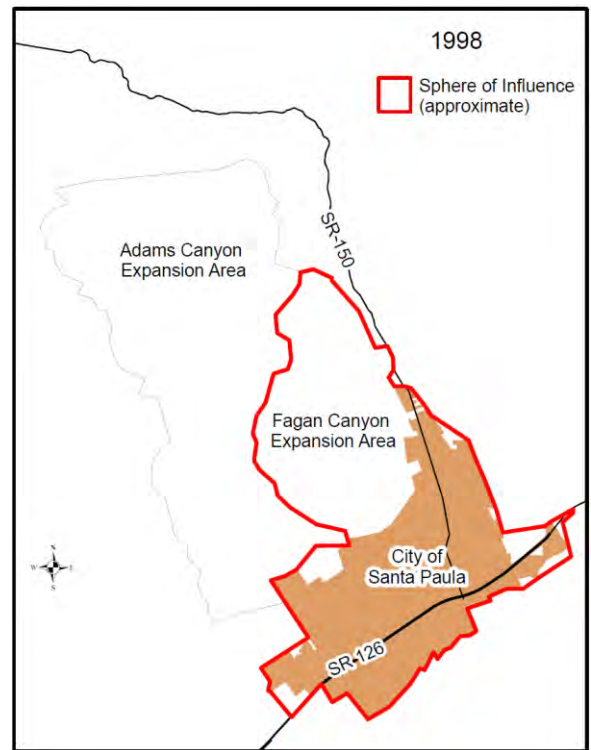 1998
Sphere of Influence
(approximate)
SR-150
Adams Canyon
Expansion Area
Fagan Canyon
Expansion Area
City of
Santa Paula
N
W
E
S
SR-126